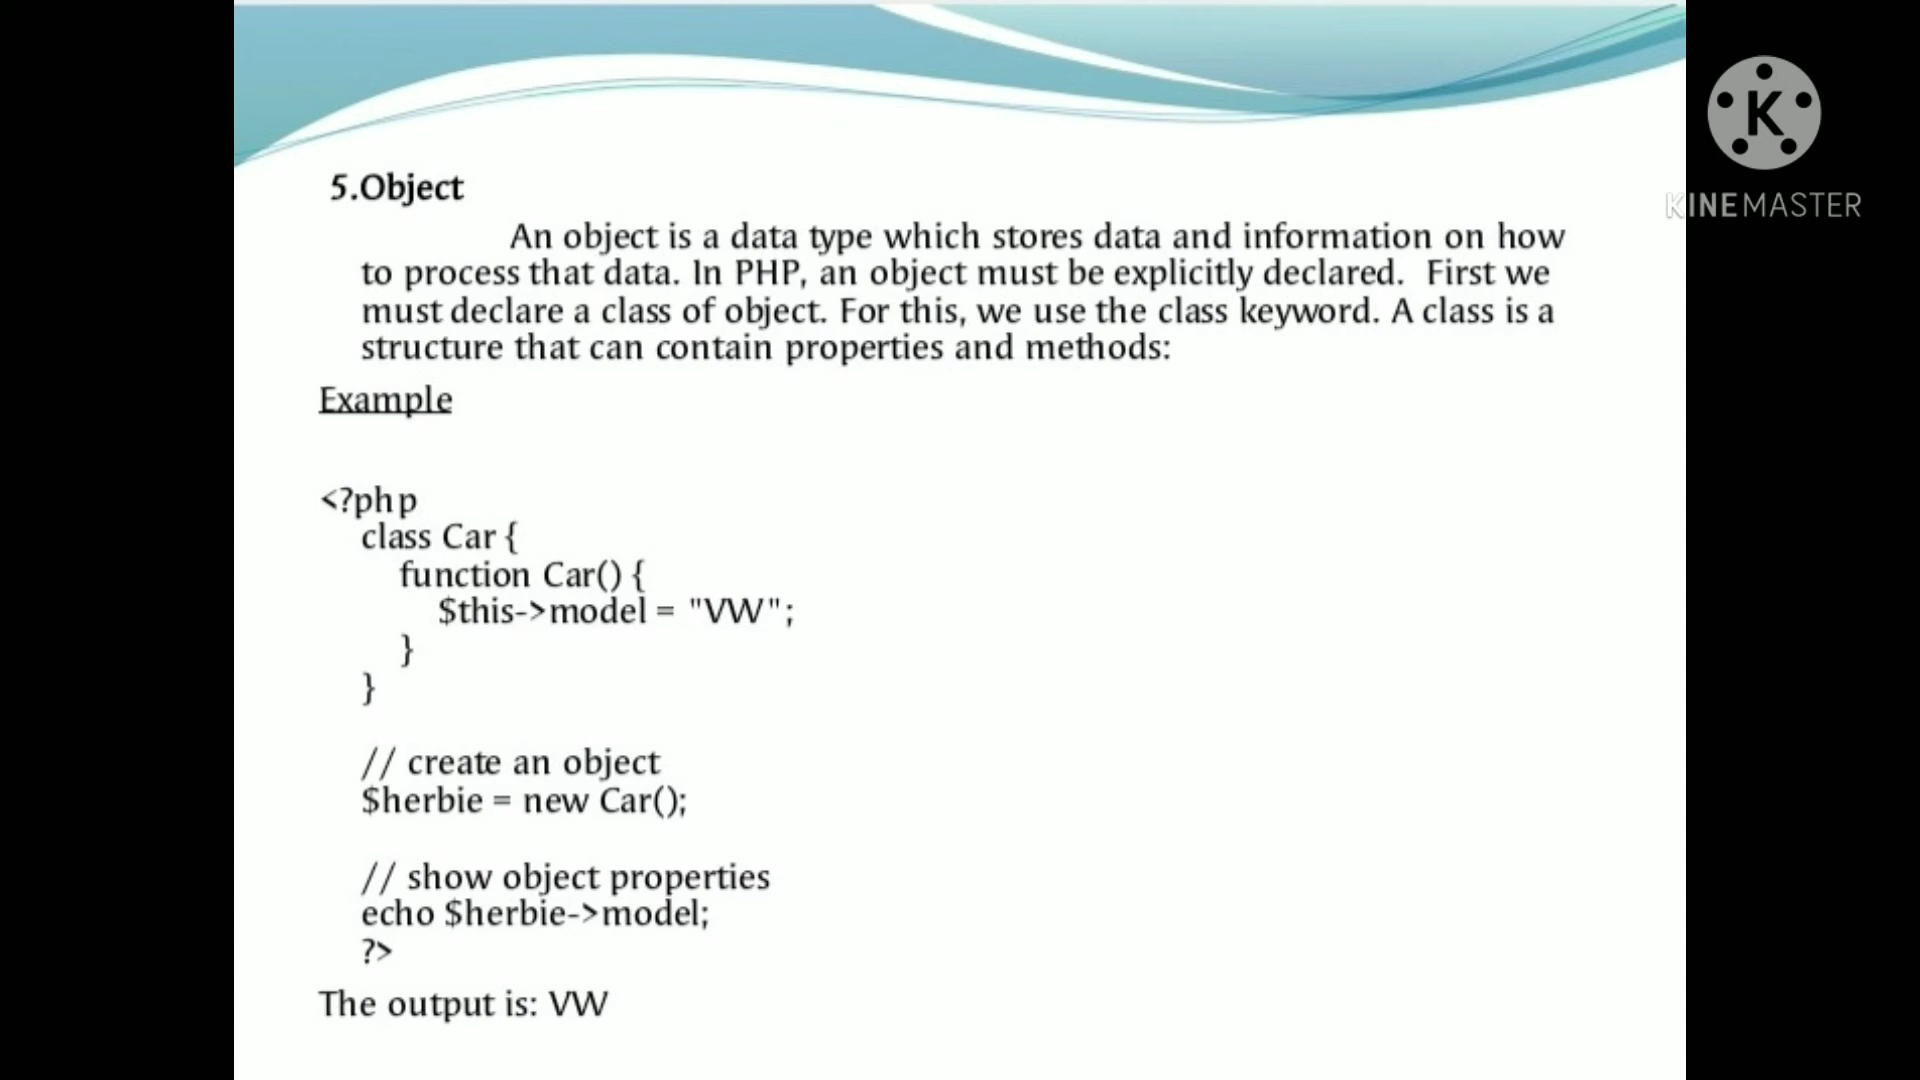 5.Object
An object is a data type which stores data and information on how
to process that data. In PHP, an object must be explicitly declared. First we
must declare a class of object. For this, we use the class keyword. A class is a
structure that can contain properties and methods:
Example
<?php
class Car {
function Car() {
$this->model = "VW";
}
}
// create an object
$herbie = new Car();
// show object properties
echo $herbie->model;
?>
The output is: VW
K
KINEMASTER